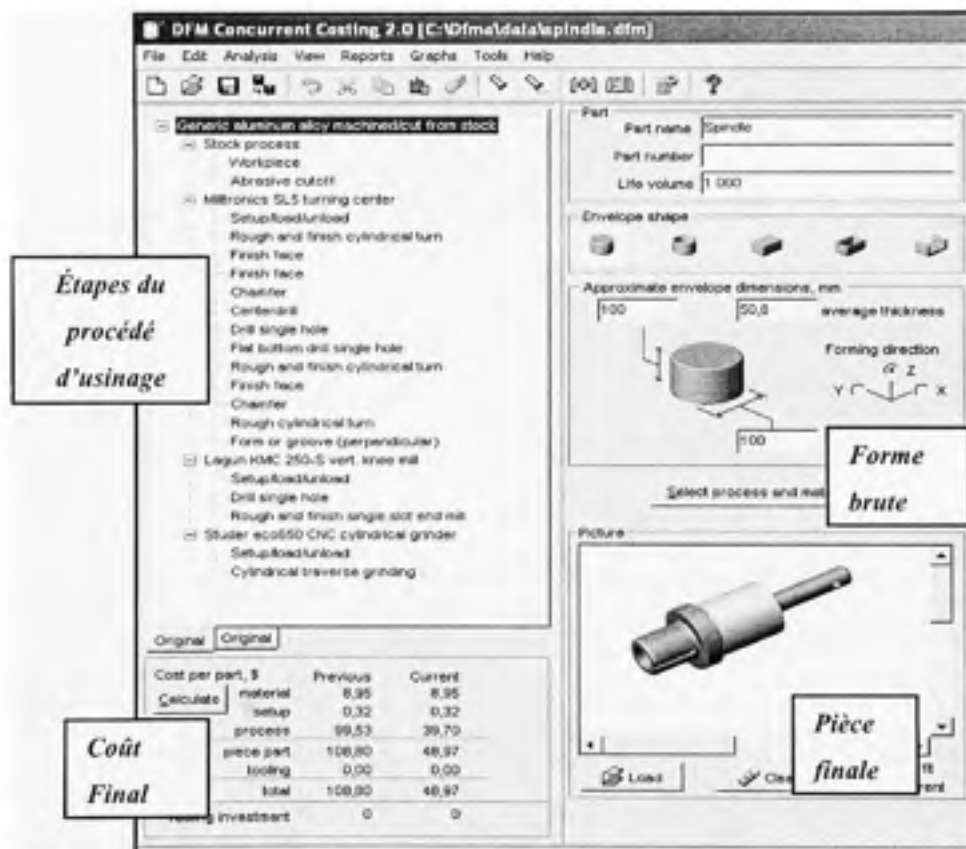 DFM Concurrent Costing 2.0 [C:\Dfma\data\spindle.dfm]
File Edit Analysis View Reports Graphs Tools Help
Generic aluminum alloy machined/cut from stock
Stock process
Workpiece
Abrasive cutoff
Milltronics SL5 turning center
Setup/load/unload
Rough and finish cylindrical turn
Finish face
Finish face
Chamfer
Centerdrill
Drill single hole
Flat bottom drill single hole
Rough and finish cylindrical turn
Finish face
Chamfer
Rough cylindrical turn
Form or groove (perpendicular)
Lagun KMC 250-S vert. knee mill
Setup/load/unload
Drill single hole
Rough and finish single slot end mill
Studer eco650 CNC cylindrical grinder
Setup/load/unload
Cylindrical traverse grinding
Étapes du
procédé
d'usinage
Original Original
Cost per part, $ Previous Current
Calculate
material 8,95 8,95
setup 0,32 0,32
process 99,53 39,70
piece part 108,80 48,97
tooling 0,00 0,00
total 108,80 48,97
investment 0 0
Coût
Final
Part
Part name Spindle
Part number
Life volume 1 000
Envelope shape
Approximate envelope dimensions, mm
100 50,8 average thickness
Forming direction
Z
Y X
100
Forme
brute
Select process and mat
Picture
Load
Clea
Pièce
finale